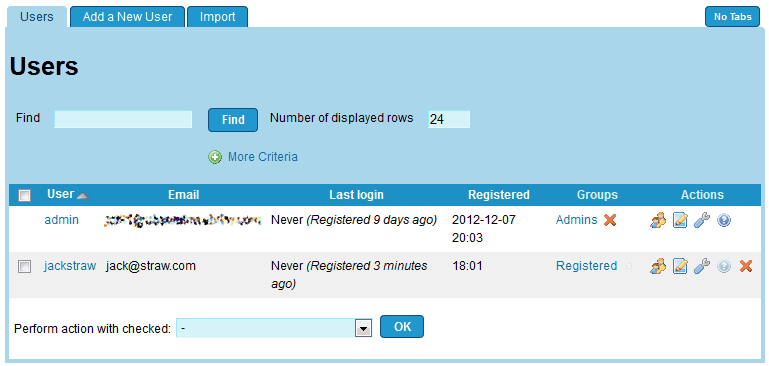 Users Add a New User Import No Tabs
Users
Find Find Number of displayed rows 24
More Criteria
User Email Last login Registered Groups Actions
admin Never (Registered 9 days ago) 2012-12-07 Admins
20:03
jackstraw jack@straw.com Never (Registered 3 minutes 18:01 Registered
ago)
Perform action with checked: - OK